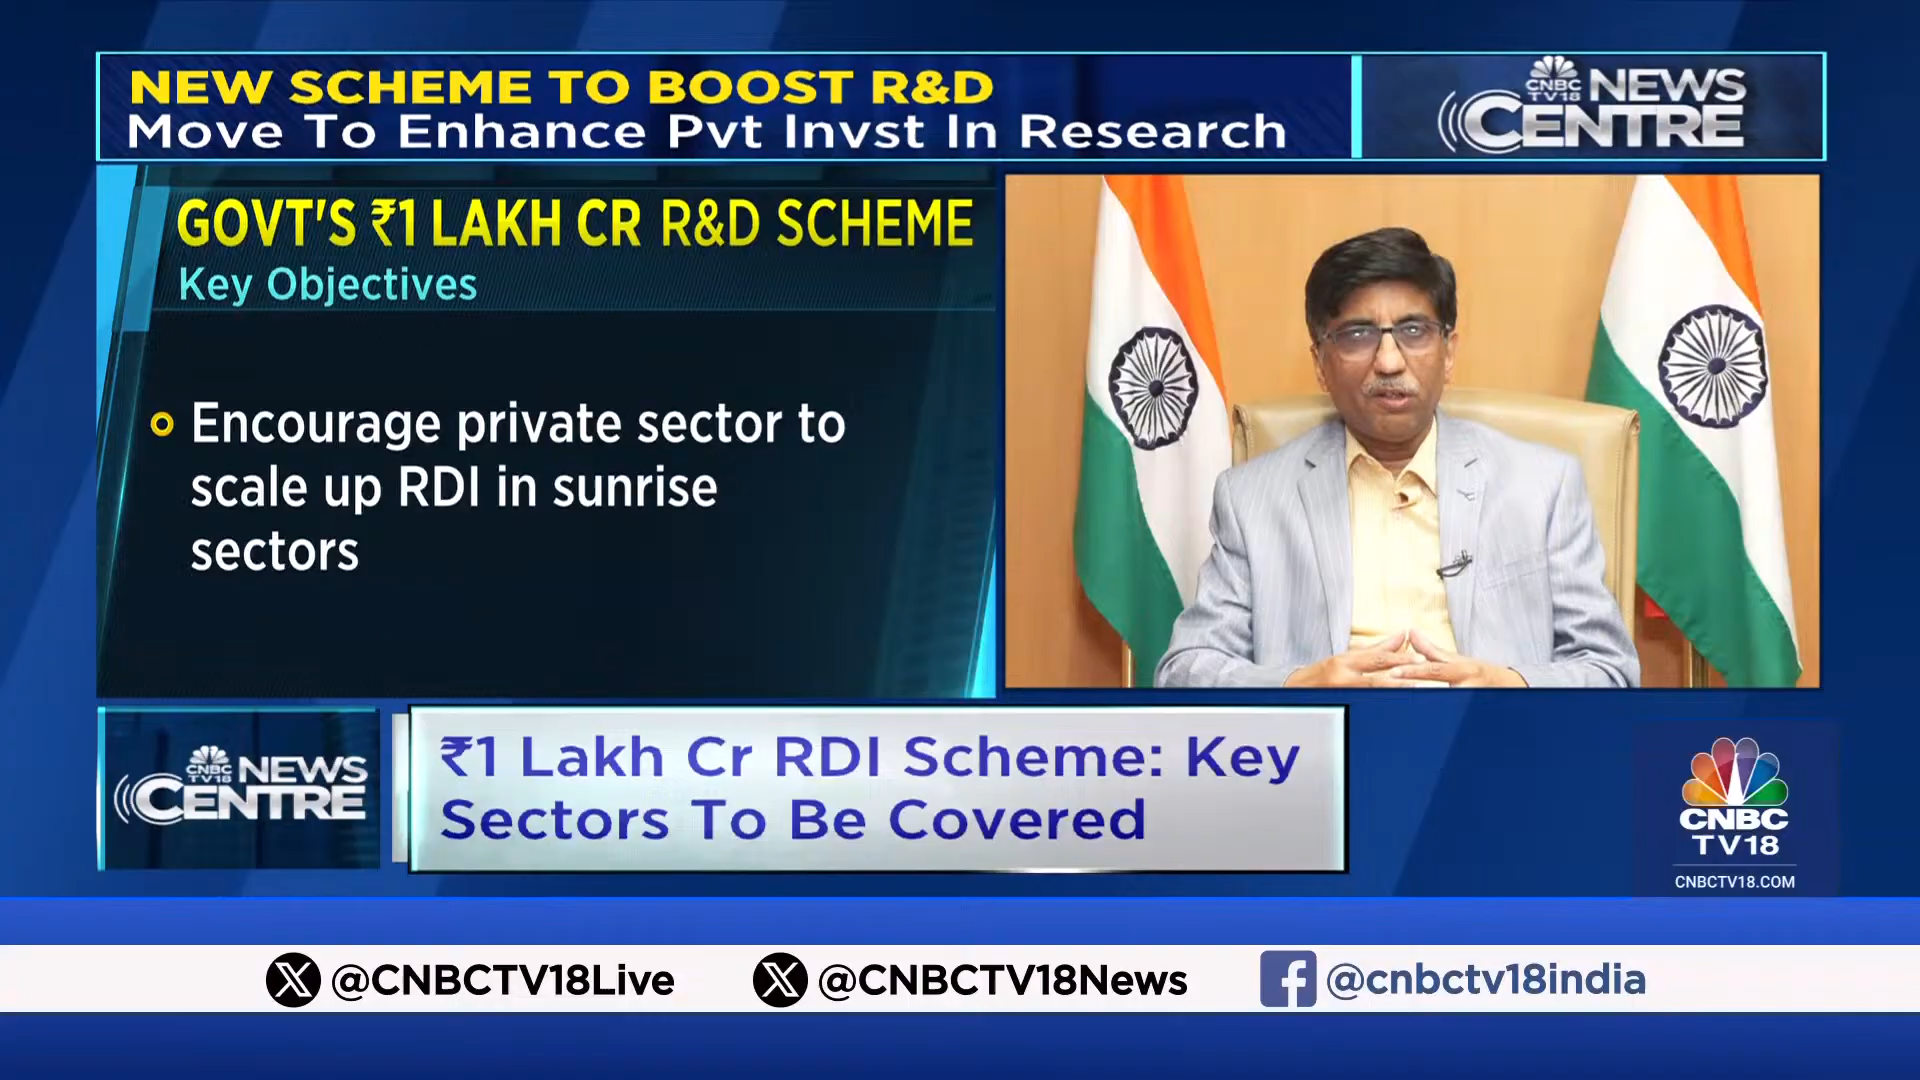 NEW SCHEME TO BOOST R&D
Move To Enhance Pvt Invst In Research
CNBC TV18 NEWS
CENTRE
GOVT'S ₹1 LAKH CR R&D SCHEME
Key Objectives
Encourage private sector to
scale up RDI in sunrise
sectors
CNBC TV18 NEWS
CENTRE
₹1 Lakh Cr RDI Scheme: Key
Sectors To Be Covered
CNBC
TV18
CNBCTV18.COM
@CNBCTV18Live @CNBCTV18News @cnbctv18india